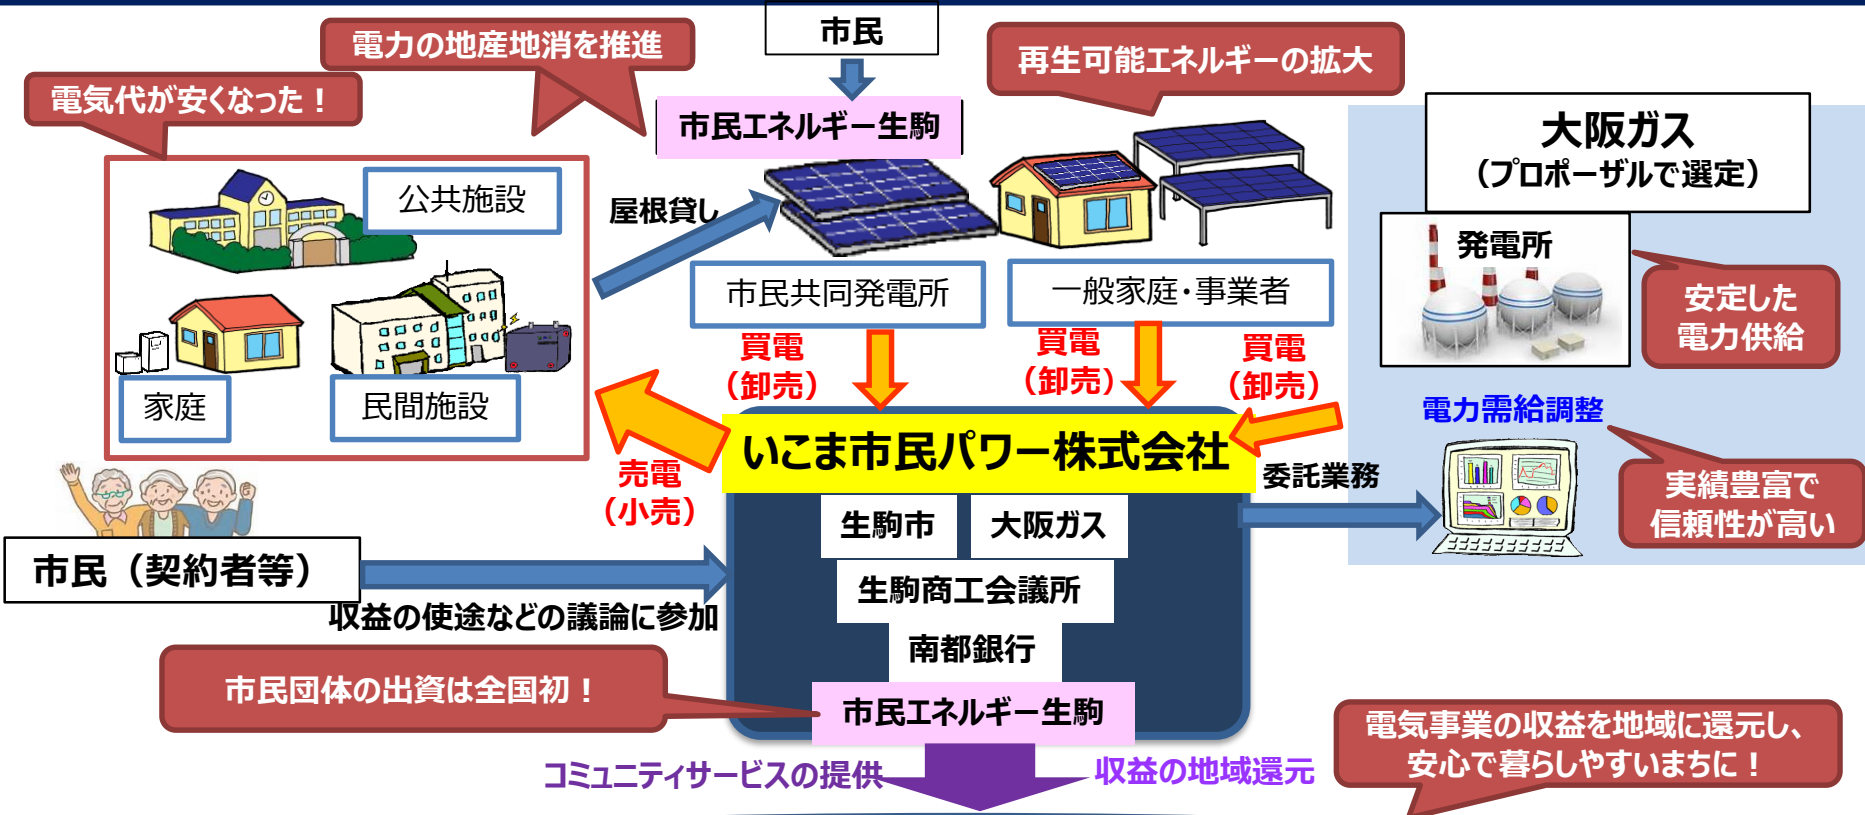 市民
電力の地産地消を推進
再生可能エネルギーの拡大
電気代が安くなった！
市民エネルギー生駒
大阪ガス
（プロポーザルで選定）
公共施設
屋根貸し
発電所
市民共同発電所
一般家庭・事業者
安定した
電力供給
買電
（卸売）
買電
（卸売）
買電
（卸売）
家庭
民間施設
電力需給調整
いこま市民パワー株式会社
売電
（小売）
委託業務
実績豊富で
信頼性が高い
生駒市
大阪ガス
市民（契約者等）
生駒商工会議所
収益の使途などの議論に参加
南都銀行
市民団体の出資は全国初！
市民エネルギー生駒
電気事業の収益を地域に還元し、
安心で暮らしやすいまちに！
コミュニティサービスの提供
収益の地域還元